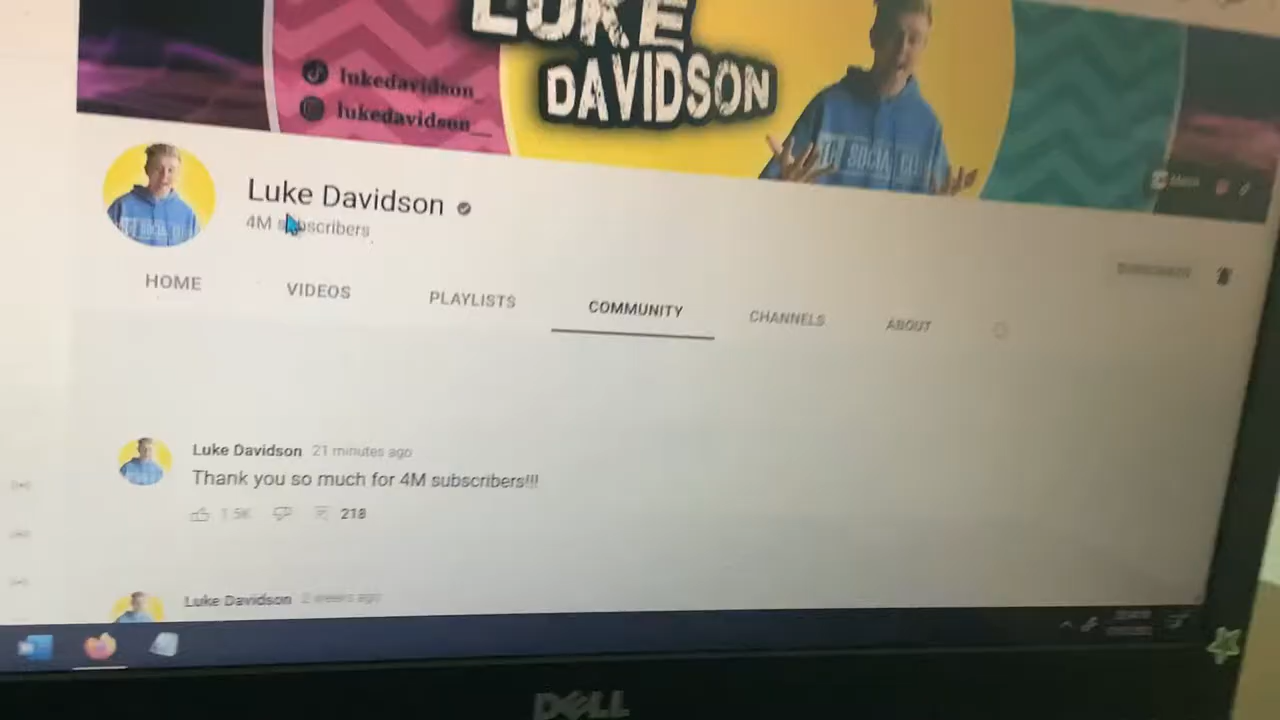 LUKE
DAVIDSON
lukedavidson
lukedavidson__
Luke Davidson
4M subscribers
HOME
VIDEOS
PLAYLISTS
COMMUNITY
CHANNELS
ABOUT
Luke Davidson 21 minutes ago
Thank you so much for 4M subscribers!!!
1.5K 218
Luke Davidson 2 weeks ago
DELL